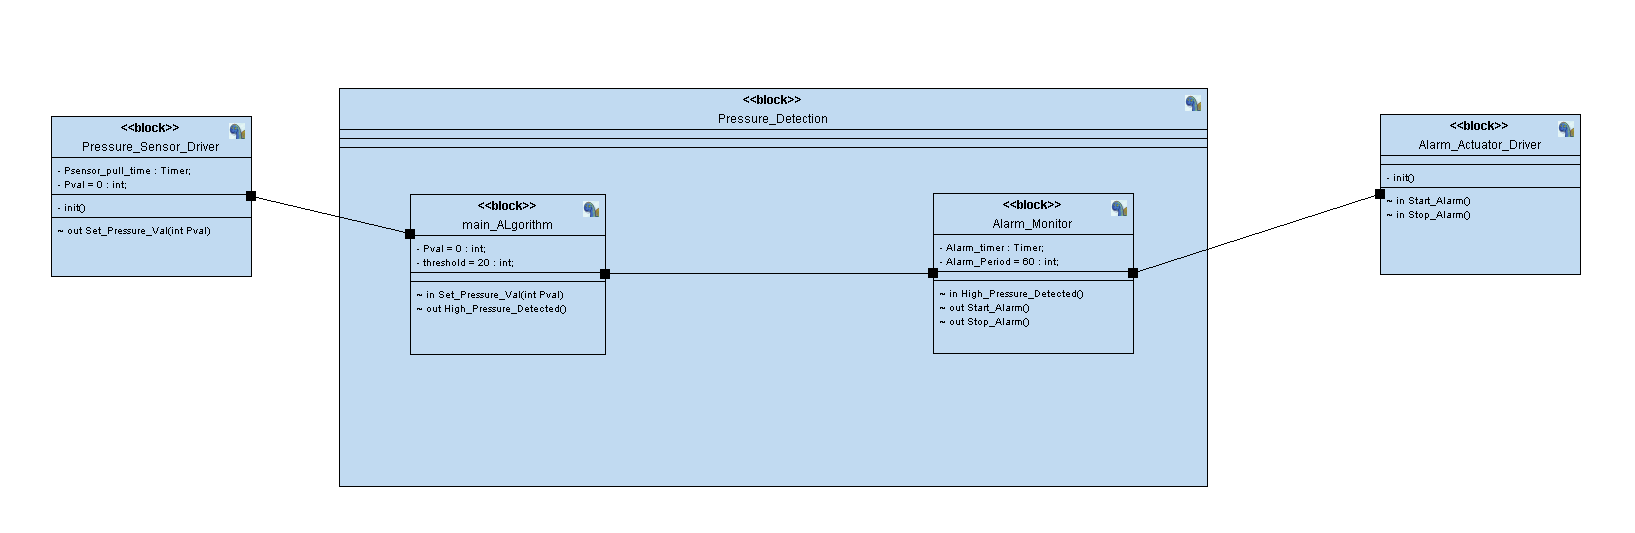 <<block>>
Pressure_Sensor_Driver
- Psensor_pull_time : Timer;
- Pval = 0 : int;
- init()
~ out Set_Pressure_Val(int Pval)
<<block>>
Pressure_Detection
<<block>>
main_ALgorithm
- Pval = 0 : int;
- threshold = 20 : int;
~ in Set_Pressure_Val(int Pval)
~ out High_Pressure_Detected()
<<block>>
Alarm_Monitor
- Alarm_timer : Timer;
- Alarm_Period = 60 : int;
~ in High_Pressure_Detected()
~ out Start_Alarm()
~ out Stop_Alarm()
<<block>>
Alarm_Actuator_Driver
- init()
~ in Start_Alarm()
~ in Stop_Alarm()